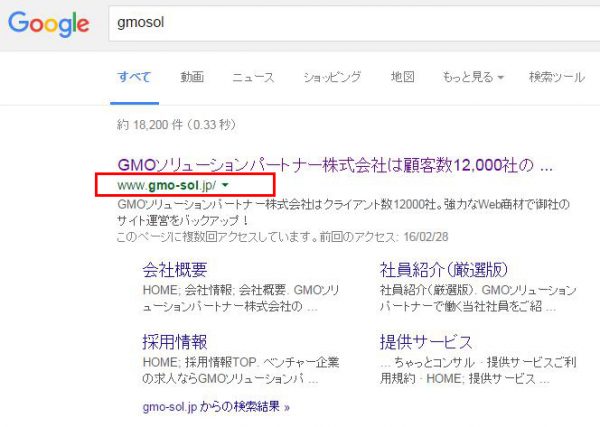 Google gmosol
すべて 動画 ニュース ショッピング 地図 もっと見る 検索ツール
約 18,200 件 (0.33 秒)
GMOソリューションパートナー株式会社は顧客数12,000社の ...
www.gmo-sol.jp/
GMOソリューションパートナー株式会社はクライアント数12000社。強力なWeb商材で御社の
サイト運営をバックアップ！
このページに複数回アクセスしています。前回のアクセス: 16/02/28
会社概要
HOME; 会社情報; 会社概要. GMOソリ
ューションパートナー株式会社の ...
社員紹介（厳選版）
社員紹介（厳選版）. GMOソリューション
パートナーで働く当社社員をご紹 ...
採用情報
HOME; 採用情報TOP. ベンチャー企業
の求人ならGMOソリューションパ ...
提供サービス
... ちゃっとコンサル · 提供サービスご利
用規約 · HOME; 提供サービス ...
gmo-sol.jp からの検索結果 »